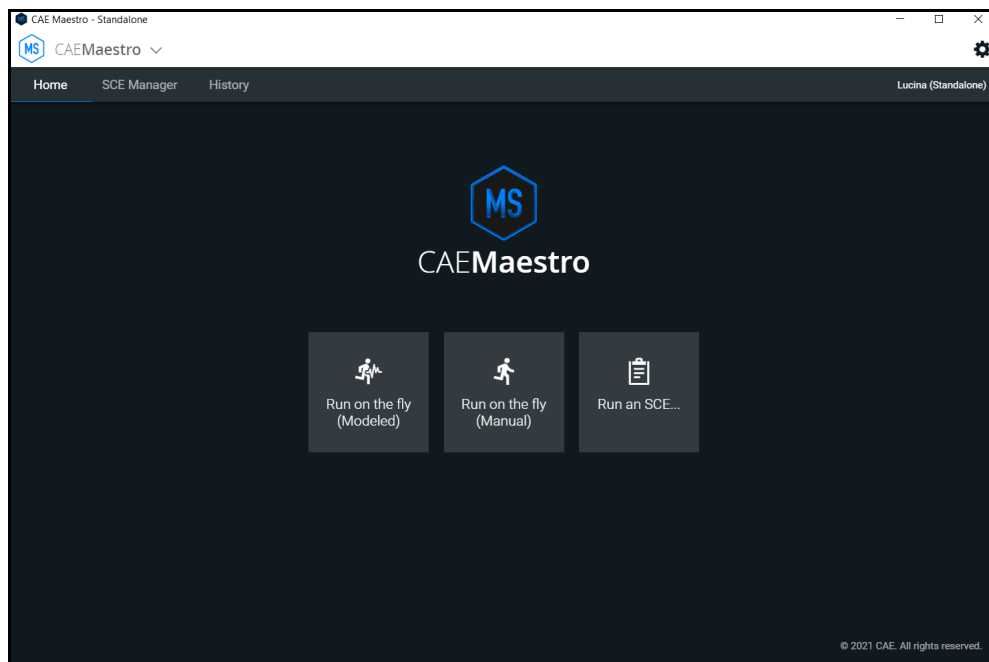 CAE Maestro - Standalone
MS CAEMaestro
Home SCE Manager History Lucina (Standalone)
MS
CAEMaestro
Run on the fly
(Modeled)
Run on the fly
(Manual)
Run an SCE...
© 2021 CAE. All rights reserved.